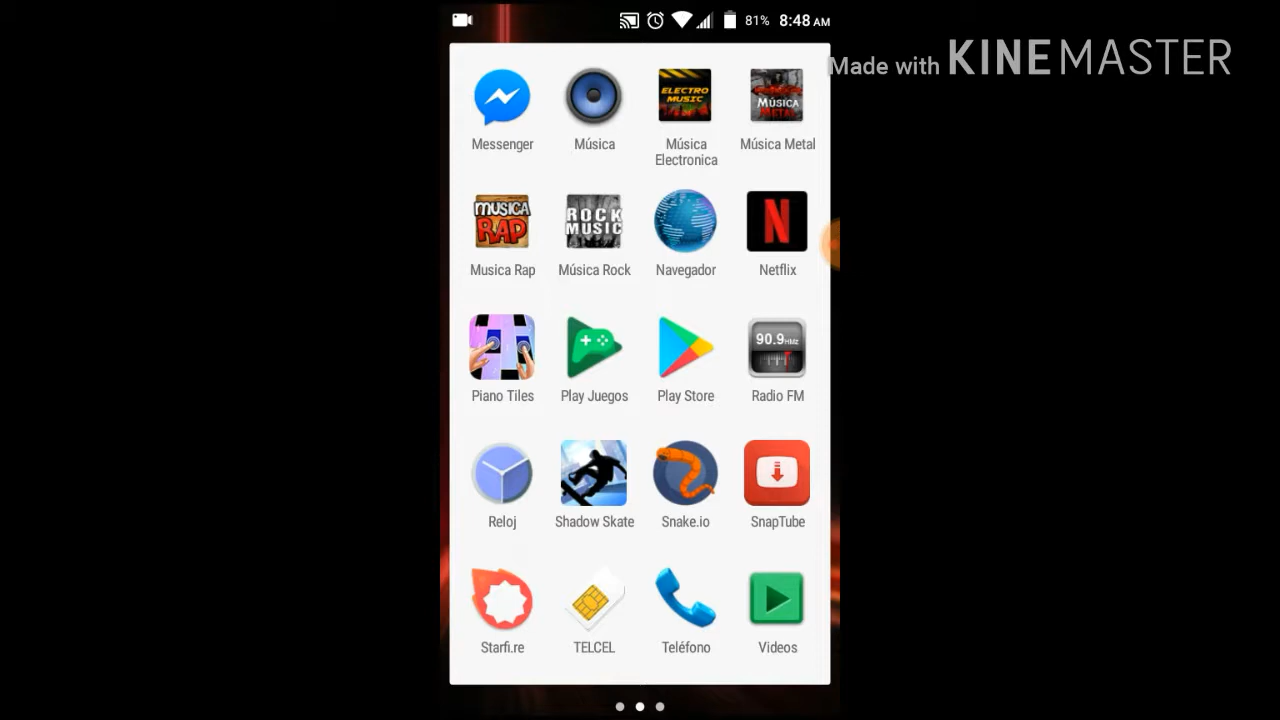 81% 8:48 AM
Made with KINEMASTER
ELECTRO
MUSIC
MÚSICA
METAL
Messenger
Música
Música
Electronica
Música Metal
MUSICA
RAP
ROCK
MUSIC
N
Musica Rap
Música Rock
Navegador
Netflix
90.9HMz
Piano Tiles
Play Juegos
Play Store
Radio FM
Reloj
Shadow Skate
Snake.io
SnapTube
Starfi.re
TELCEL
Teléfono
Videos